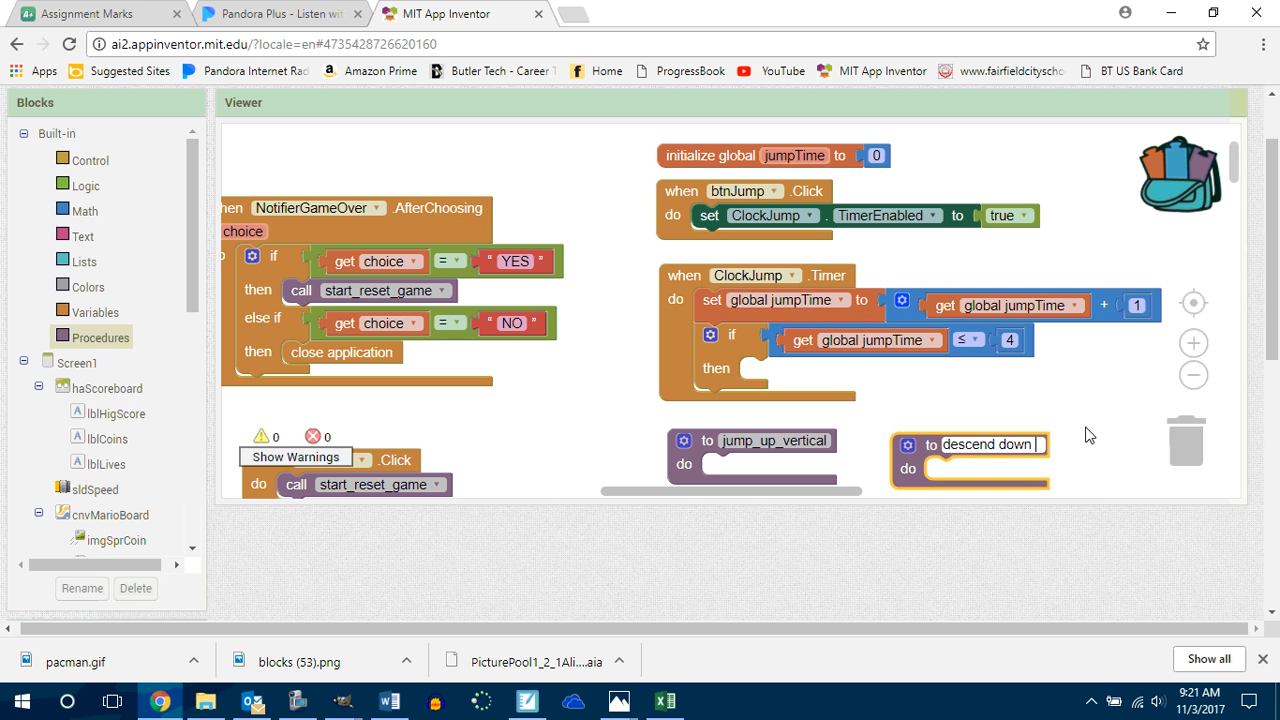 Assignment Marks
Pandora Plus - Listen wit
MIT App Inventor
ai2.appinventor.mit.edu/?locale=en#4735428726620160
Apps
Suggested Sites
Pandora Internet Rad
Amazon Prime
Butler Tech - Career T
Home
ProgressBook
YouTube
MIT App Inventor
www.fairfieldcityscho
BT US Bank Card
Blocks
Viewer
Built-in
Control
Logic
Math
Text
Lists
Colors
Variables
Procedures
Screen1
haScoreboard
lblHigScore
lblCoins
lblLives
sldSpeed
cnvMarioBoard
imgSprCoin
Rename
Delete
hen NotifierGameOver .AfterChoosing
choice
if get choice = " YES "
then call start_reset_game
else if get choice = " NO "
then close application
0 0
Show Warnings
.Click
do call start_reset_game
initialize global jumpTime to 0
when btnJump .Click
do set ClockJump . TimerEnabled to true
when ClockJump .Timer
do set global jumpTime to get global jumpTime + 1
if get global jumpTime ≤ 4
then
to jump_up_vertical
do
to descend down
do
pacman.gif
blocks (53).png
PicturePool1_2_1Ali....aia
Show all
9:21 AM
11/3/2017